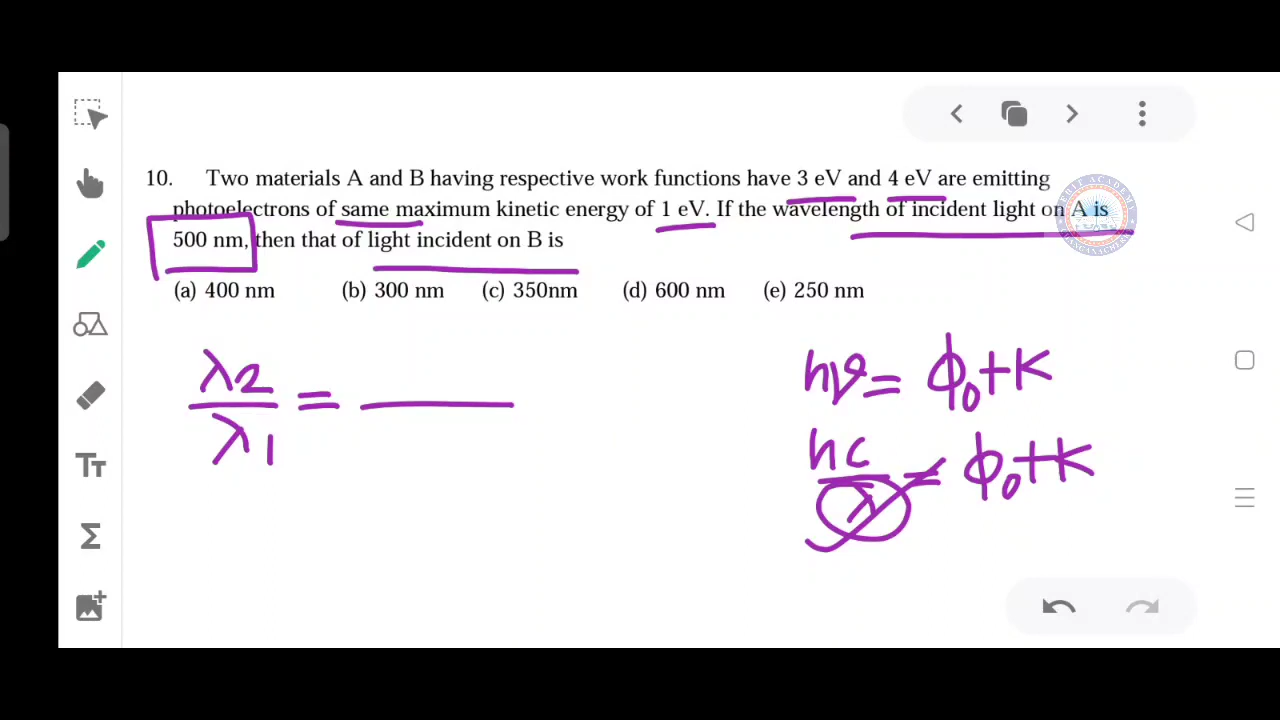 10. Two materials A and B having respective work functions have 3 eV and 4 eV are emitting
photoelectrons of same maximum kinetic energy of 1 eV. If the wavelength of incident light on A is
500 nm, then that of light incident on B is
(a) 400 nm (b) 300 nm (c) 350nm (d) 600 nm (e) 250 nm
λ2/λ1 =
hν = ϕ0+K
hc/λ = ϕ0+K
Tт
Σ